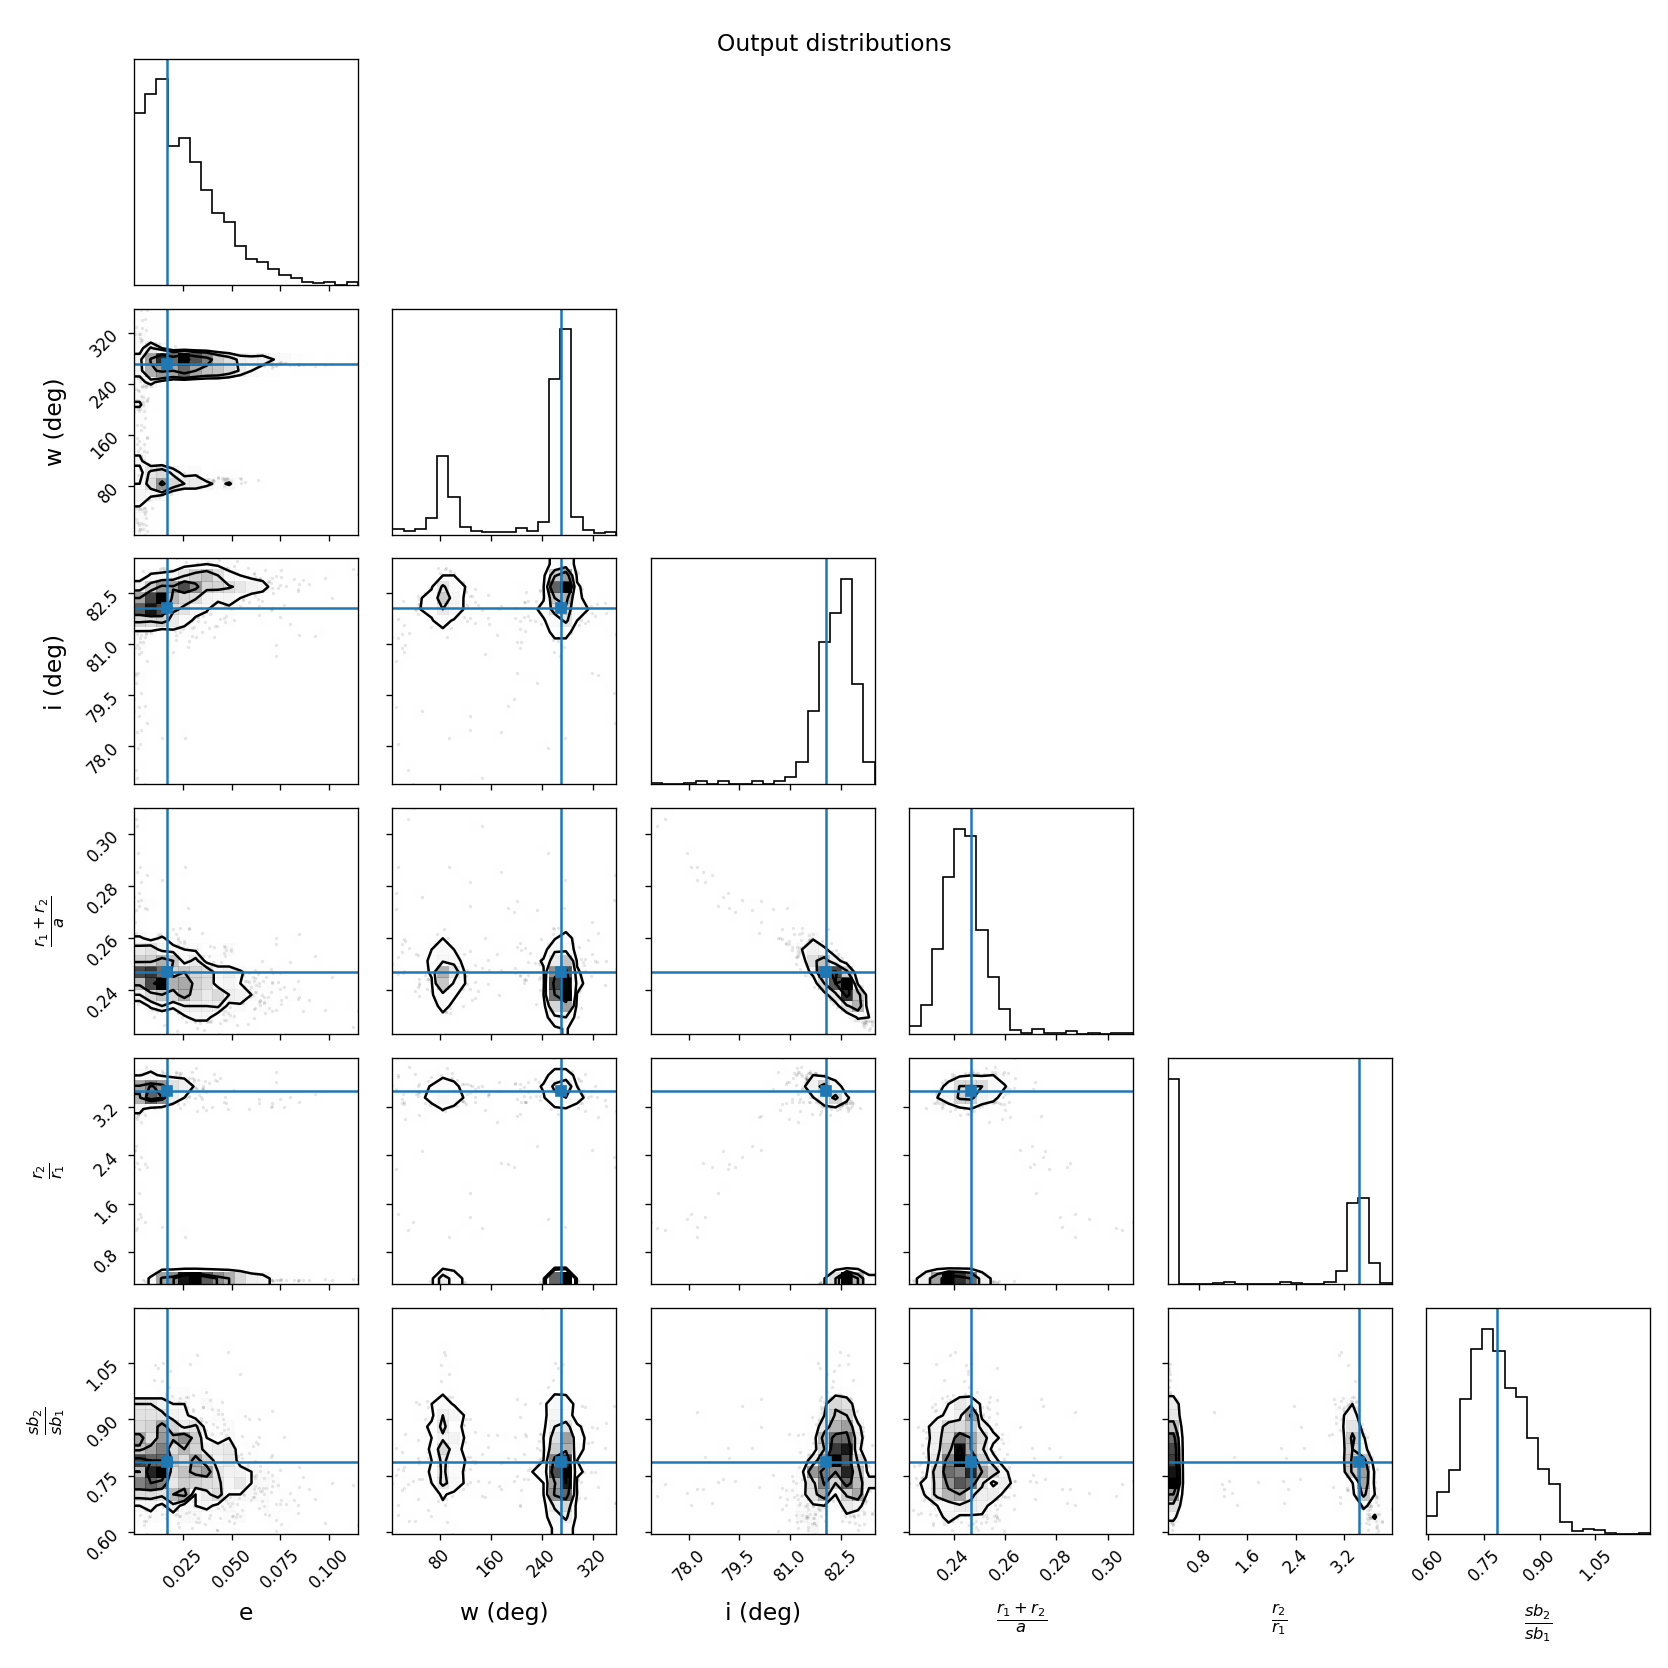 Output distributions
w (deg)
320
240
160
80
i (deg)
82.5
81.0
79.5
78.0
r₁ + r₂
a
0.30
0.28
0.26
0.24
r₂
r₁
3.2
2.4
1.6
0.8
sb₂
sb₁
1.05
0.90
0.75
0.60
0.025 0.050 0.075 0.100
80 160 240 320
78.0 79.5 81.0 82.5
0.24 0.26 0.28 0.30
0.8 1.6 2.4 3.2
0.60 0.75 0.90 1.05
e
w (deg)
i (deg)
r₁ + r₂
a
r₂
r₁
sb₂
sb₁